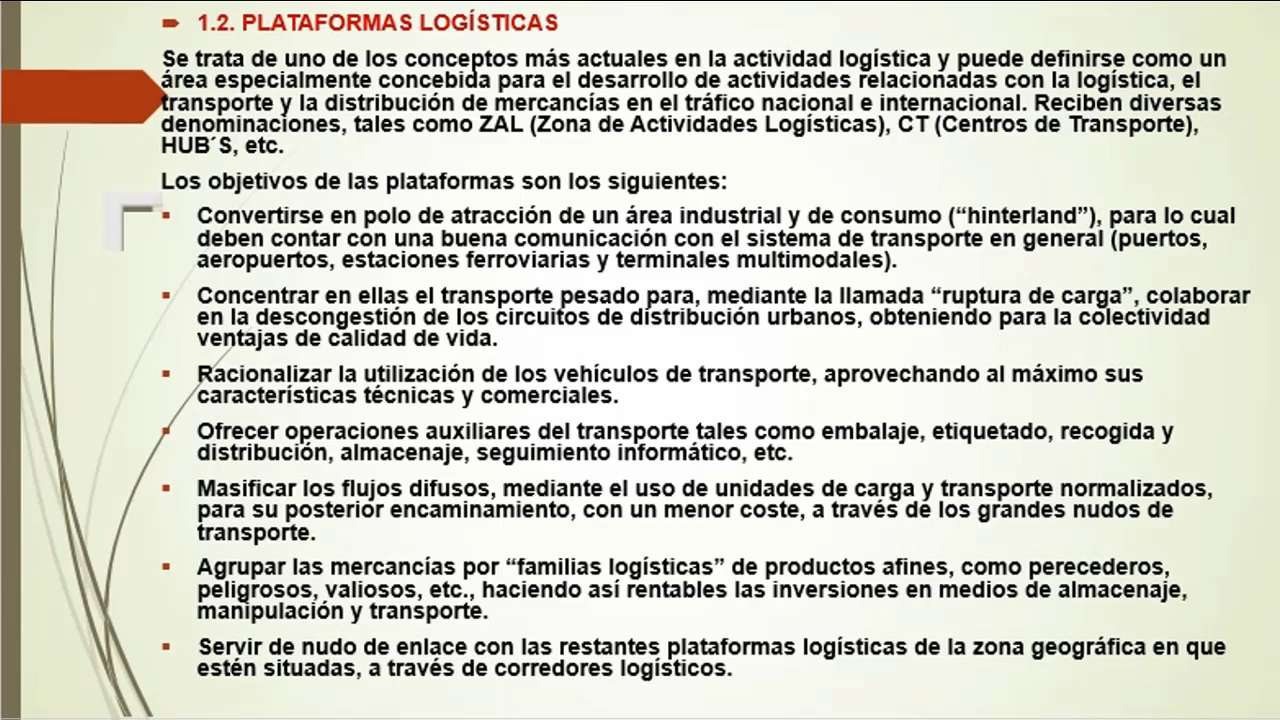 1.2. PLATAFORMAS LOGÍSTICAS
Se trata de uno de los conceptos más actuales en la actividad logística y puede definirse como un
área especialmente concebida para el desarrollo de actividades relacionadas con la logística, el
transporte y la distribución de mercancías en el tráfico nacional e internacional. Reciben diversas
denominaciones, tales como ZAL (Zona de Actividades Logísticas), CT (Centros de Transporte),
HUB´S, etc.
Los objetivos de las plataformas son los siguientes:
▪ Convertirse en polo de atracción de un área industrial y de consumo (“hinterland”), para lo cual
deben contar con una buena comunicación con el sistema de transporte en general (puertos,
aeropuertos, estaciones ferroviarias y terminales multimodales).
▪ Concentrar en ellas el transporte pesado para, mediante la llamada “ruptura de carga”, colaborar
en la descongestión de los circuitos de distribución urbanos, obteniendo para la colectividad
ventajas de calidad de vida.
▪ Racionalizar la utilización de los vehículos de transporte, aprovechando al máximo sus
características técnicas y comerciales.
▪ Ofrecer operaciones auxiliares del transporte tales como embalaje, etiquetado, recogida y
distribución, almacenaje, seguimiento informático, etc.
▪ Masificar los flujos difusos, mediante el uso de unidades de carga y transporte normalizados,
para su posterior encaminamiento, con un menor coste, a través de los grandes nudos de
transporte.
▪ Agrupar las mercancías por “familias logísticas” de productos afines, como perecederos,
peligrosos, valiosos, etc., haciendo así rentables las inversiones en medios de almacenaje,
manipulación y transporte.
▪ Servir de nudo de enlace con las restantes plataformas logísticas de la zona geográfica en que
estén situadas, a través de corredores logísticos.